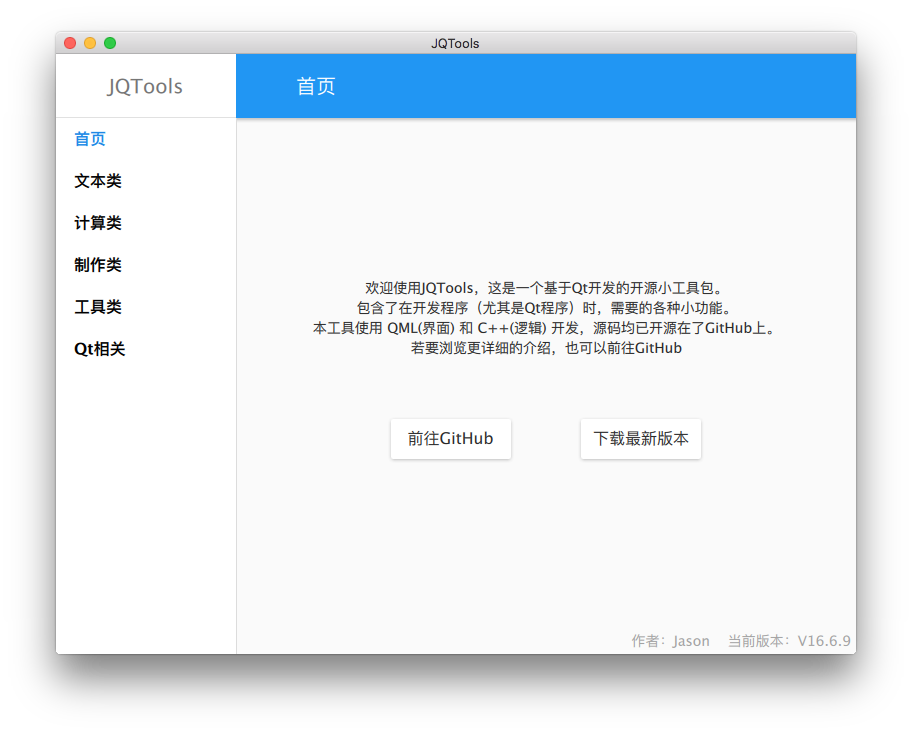 JQTools
JQTools
首页
首页
文本类
计算类
制作类
工具类
Qt相关
欢迎使用JQTools，这是一个基于Qt开发的开源小工具包。
包含了在开发程序（尤其是Qt程序）时，需要的各种小功能。
本工具使用 QML(界面) 和 C++(逻辑) 开发，源码均已开源在了GitHub上。
若要浏览更详细的介绍，也可以前往GitHub
前往GitHub
下载最新版本
作者：Jason 当前版本：V16.6.9